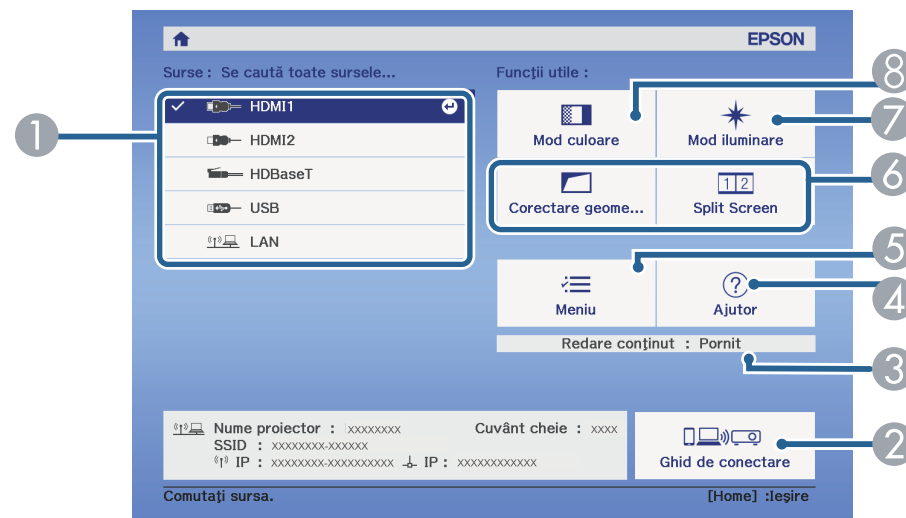 EPSON
Surse : Se caută toate sursele...
Funcții utile :
HDMI1
HDMI2
HDBaseT
USB
LAN
Mod culoare
Mod iluminare
Corectare geome...
1 2
Split Screen
Meniu
?
Ajutor
Redare conținut : Pornit
Nume proiector : xxxxxxxx
Cuvânt cheie : xxxx
SSID : xxxxxxxx-xxxxxx
IP : xxxxxxxx-xxxxxxxxxx
IP : xxxxxxxxxxxx
Ghid de conectare
Comutați sursa.
[Home] :Ieșire
1
8
7
6
5
4
3
2